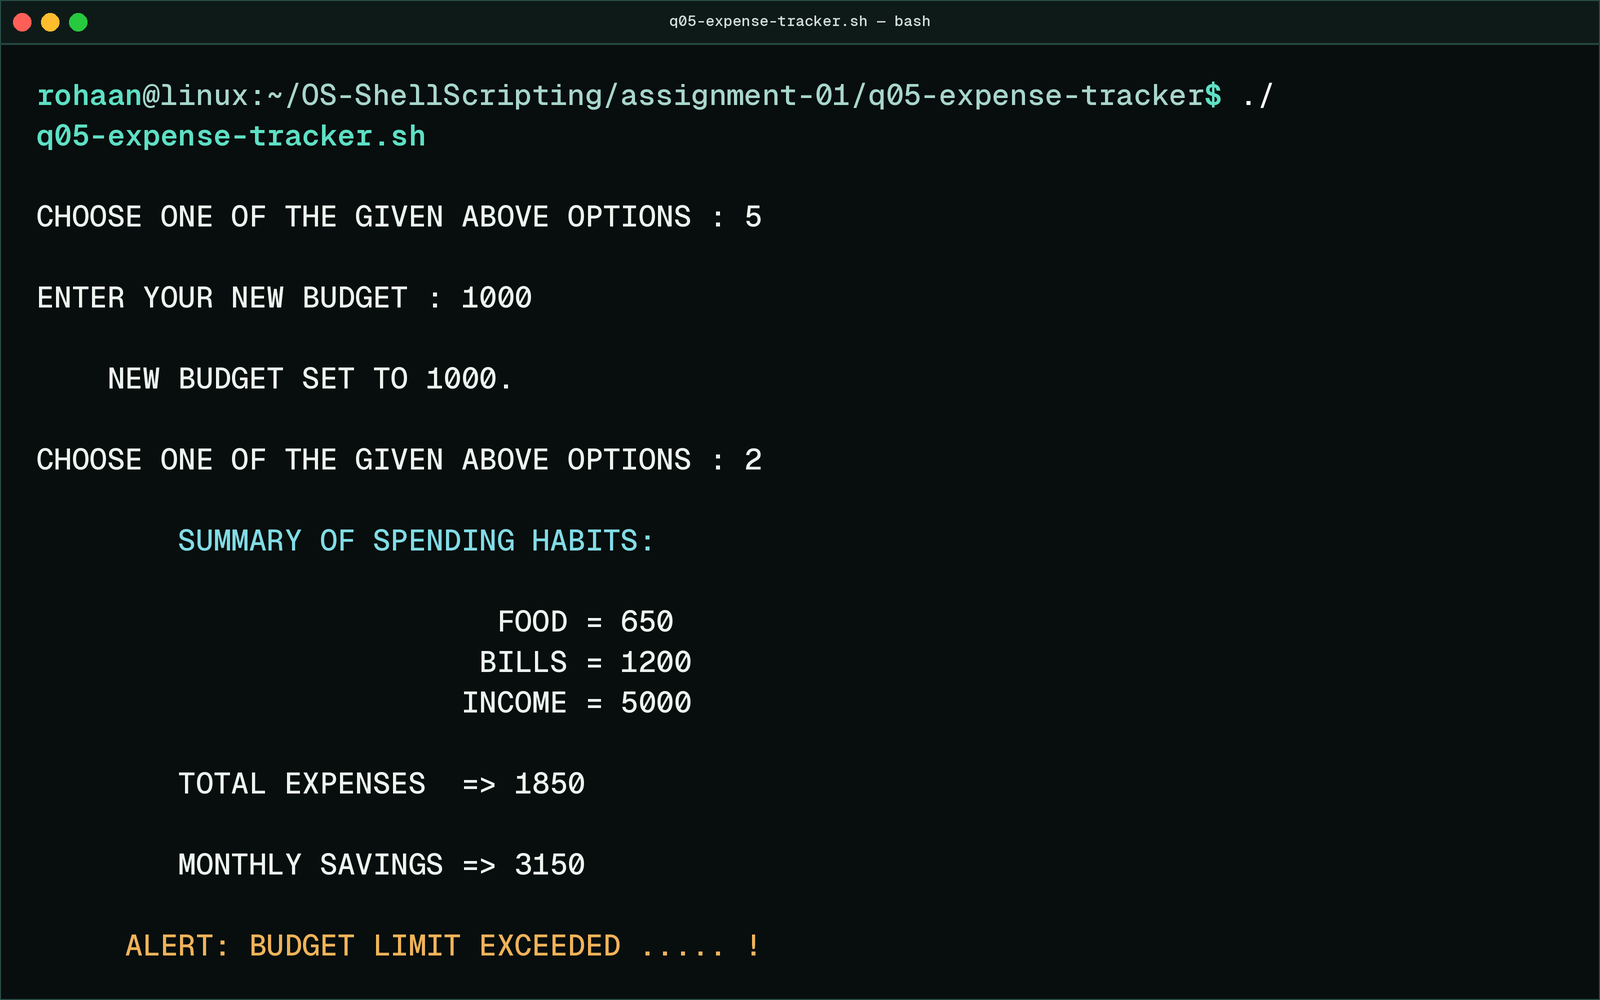 q05-expense-tracker.sh — bash
rohaan@linux:~/OS-ShellScripting/assignment-01/q05-expense-tracker$ ./
q05-expense-tracker.sh
CHOOSE ONE OF THE GIVEN ABOVE OPTIONS : 5
ENTER YOUR NEW BUDGET : 1000
NEW BUDGET SET TO 1000.
CHOOSE ONE OF THE GIVEN ABOVE OPTIONS : 2
SUMMARY OF SPENDING HABITS:
FOOD = 650
BILLS = 1200
INCOME = 5000
TOTAL EXPENSES  => 1850
MONTHLY SAVINGS => 3150
ALERT: BUDGET LIMIT EXCEEDED ..... !